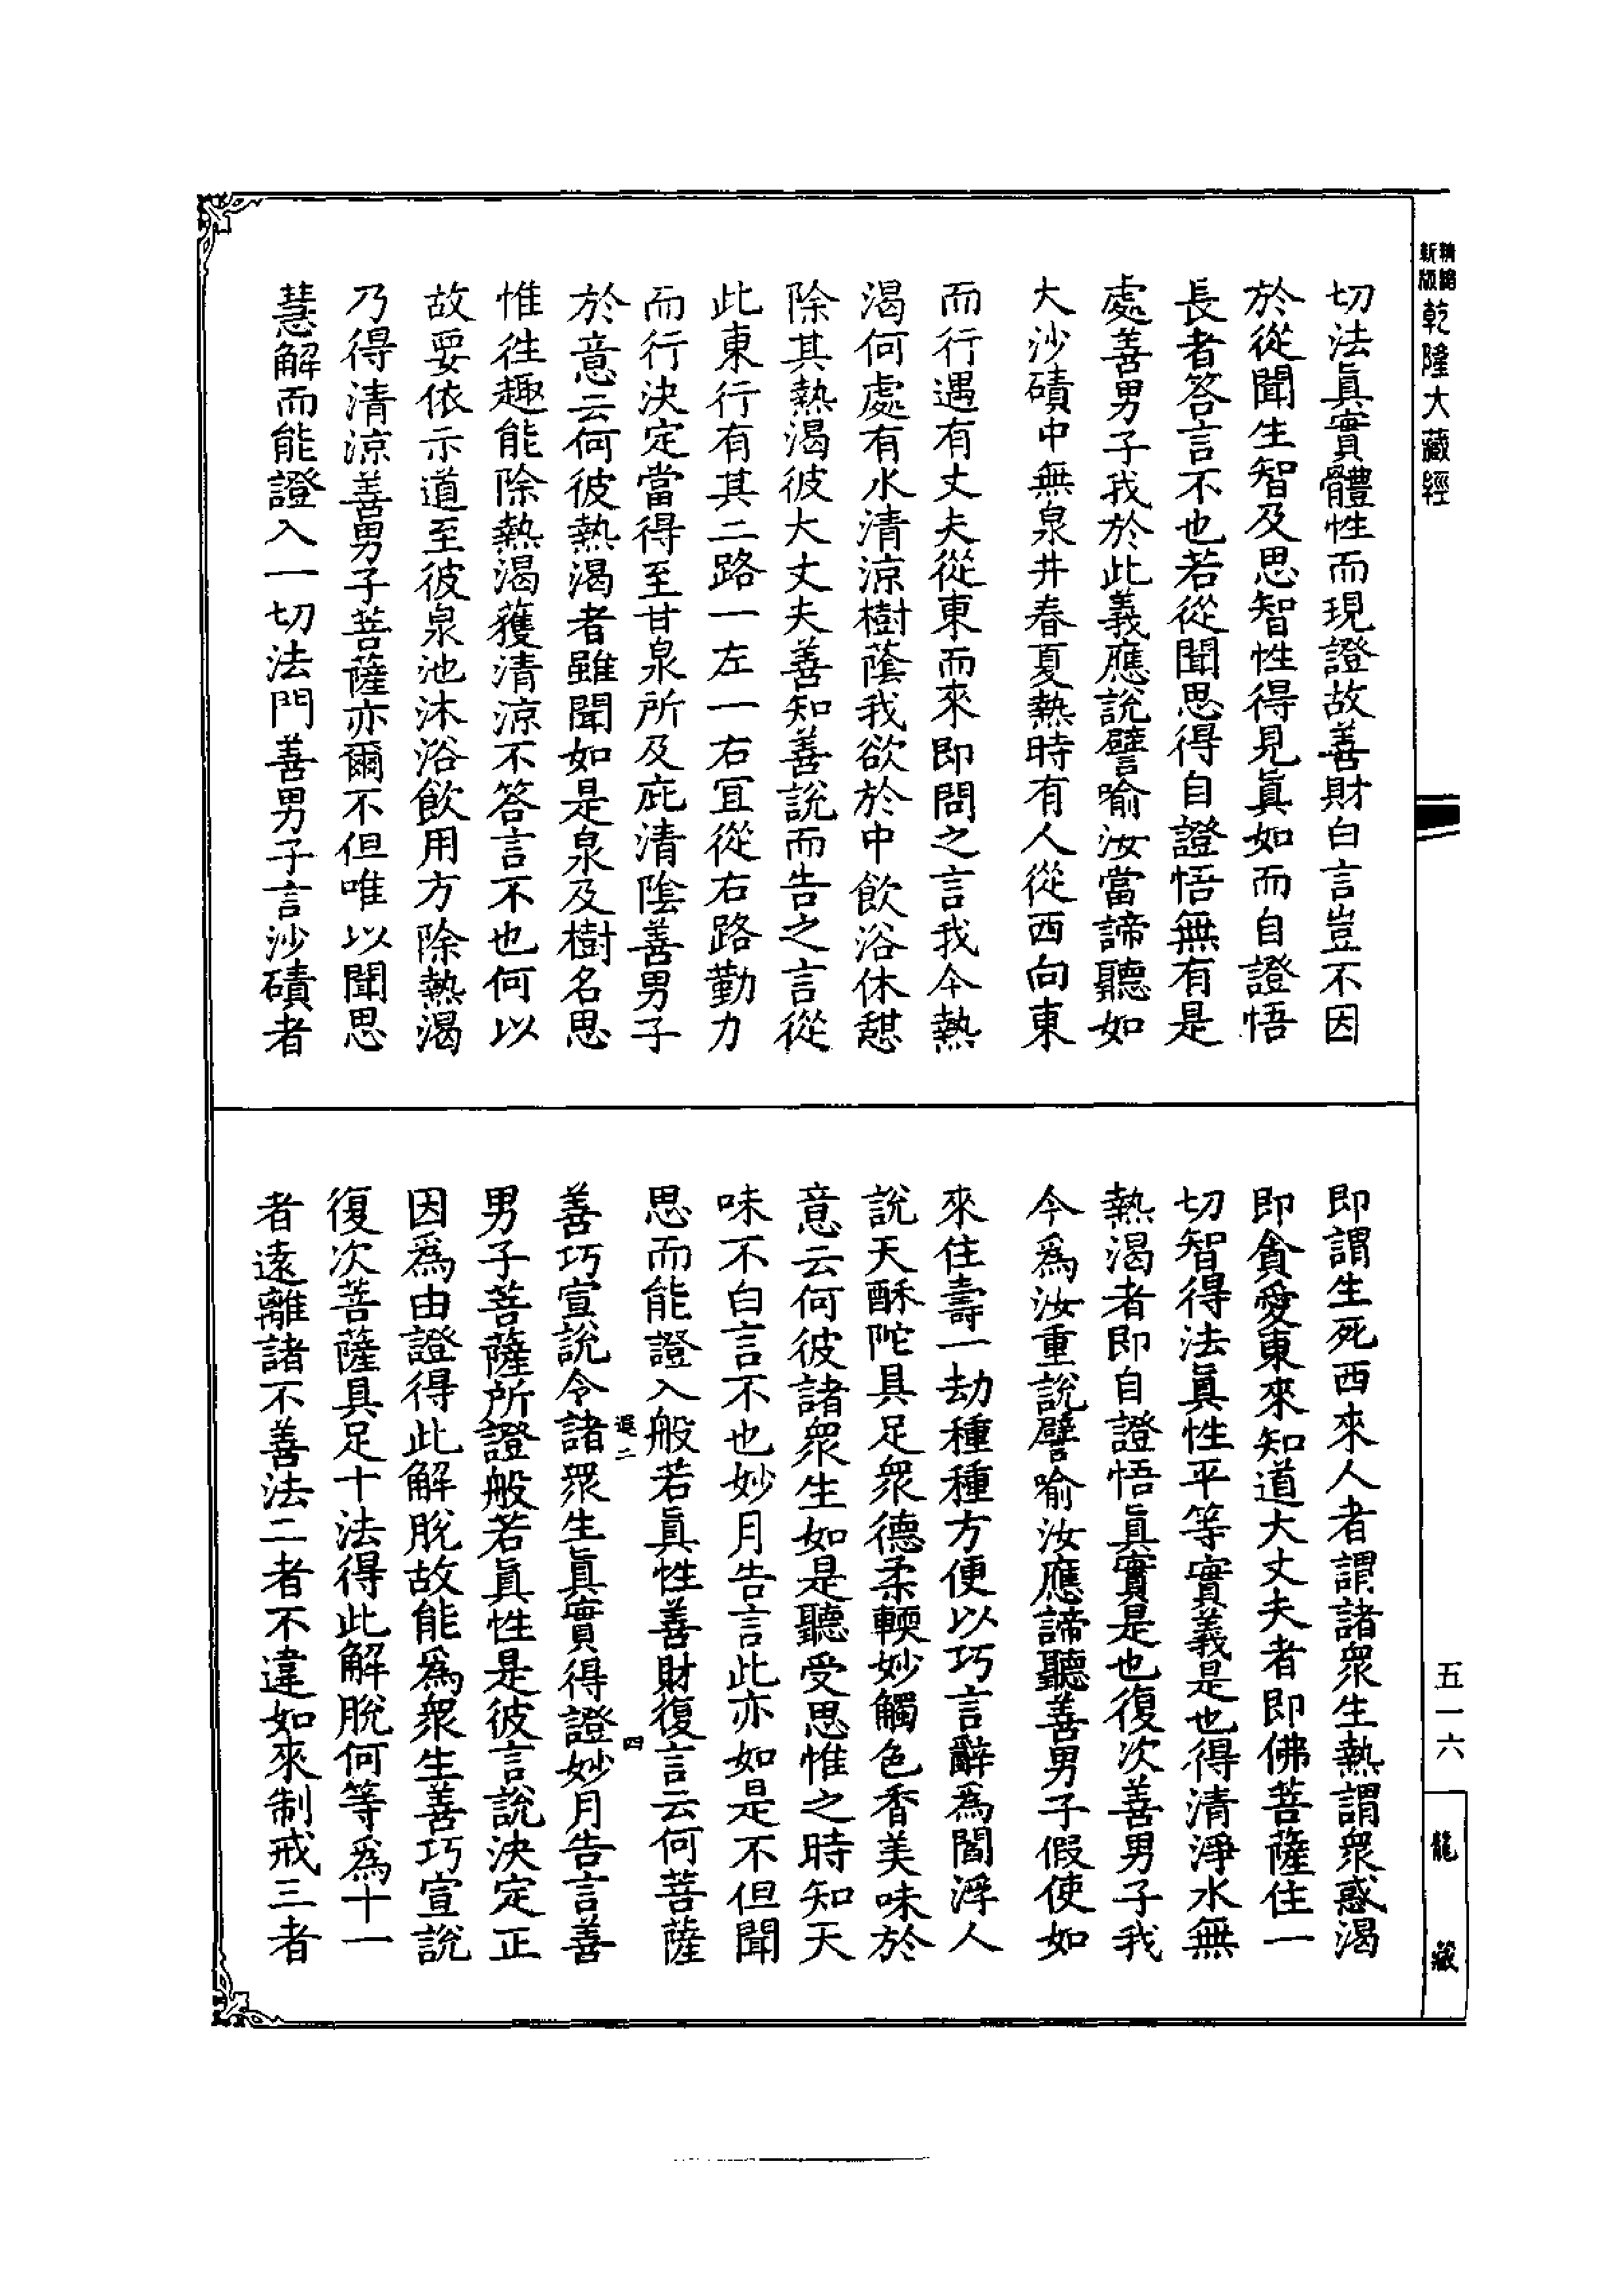 精縮
新版
乾隆大藏經
切法眞實體性而現證故善財白言豈不因
於從聞生智及思智性得見眞如而自證悟
長者答言不也若從聞思得自證悟無有是
處善男子我於此義應說譬喻汝當諦聽如
大沙磧中無泉井春夏熱時有人從西向東
而行遇有丈夫從東而來即問之言我今熱
渴何處有水清涼樹蔭我欲於中飲浴休憇
除其熱渴彼大丈夫善知善說而告之言從
此東行有其二路一左一右宜從右路勤力
而行決定當得至甘泉所及庇清陰善男子
於意云何彼熱渴者雖聞如是泉及樹名思
惟徃趣能除熱渴獲清涼不答言不也何以
故要依示道至彼泉池沐浴飲用方除熱渴
乃得清涼善男子菩薩亦爾不但唯以聞思
慧解而能證入一切法門善男子言沙磧者
即謂生死西來人者謂諸衆生熱謂衆惑渴
即貪愛東來知道大丈夫者即佛菩薩住一
切智得法眞性平等實義是也得清淨水無
熱渴者即自證悟眞實是也復次善男子我
今爲汝重說譬喻汝應諦聽善男子假使如
來住壽一劫種種方便以巧言辭爲閻浮人
說天酥陀具足衆德柔輭妙觸色香美味於
意云何彼諸衆生如是聽受思惟之時知天
味不白言不也妙月告言此亦如是不但聞
思而能證入般若眞性善財復言云何菩薩
善巧宣說令諸衆生眞實得證妙月告言善
男子菩薩所證般若眞性是彼言說決定正
因爲由證得此解脫故能爲衆生善巧宣說
復次菩薩具足十法得此解脫何等爲十一
者遠離諸不善法二者不違如來制戒三者
二
四
五一六
龍藏